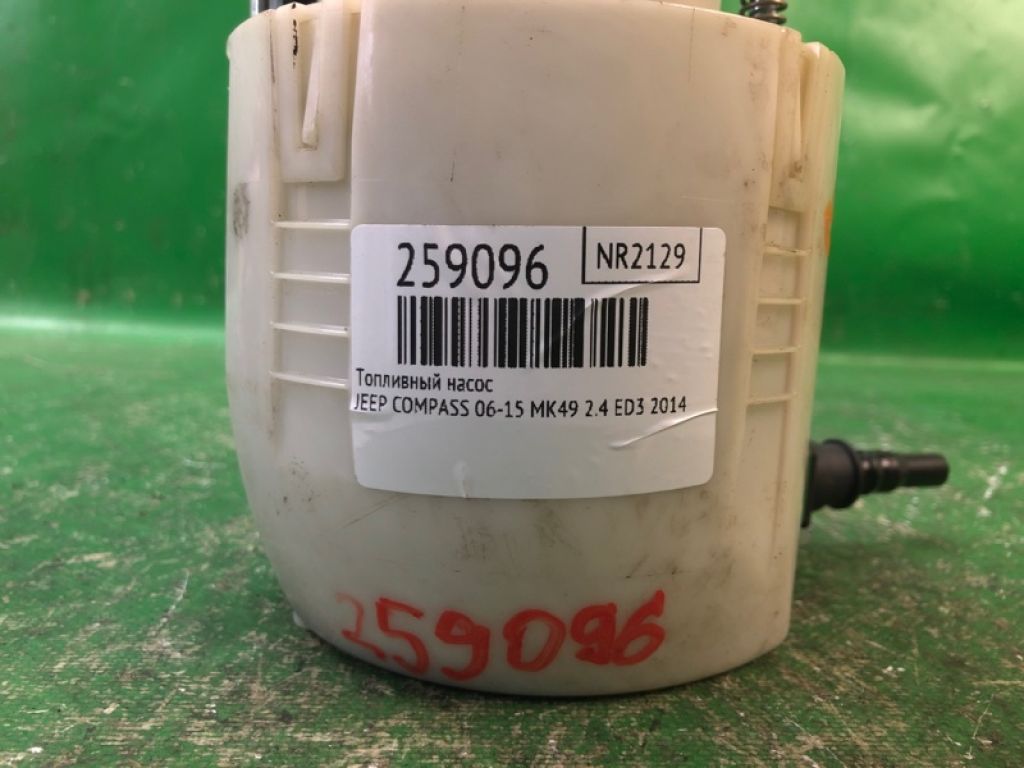 259096
NR2129
Топливный насос
JEEP COMPASS 06-15 MK49 2.4 ED3 2014
259096